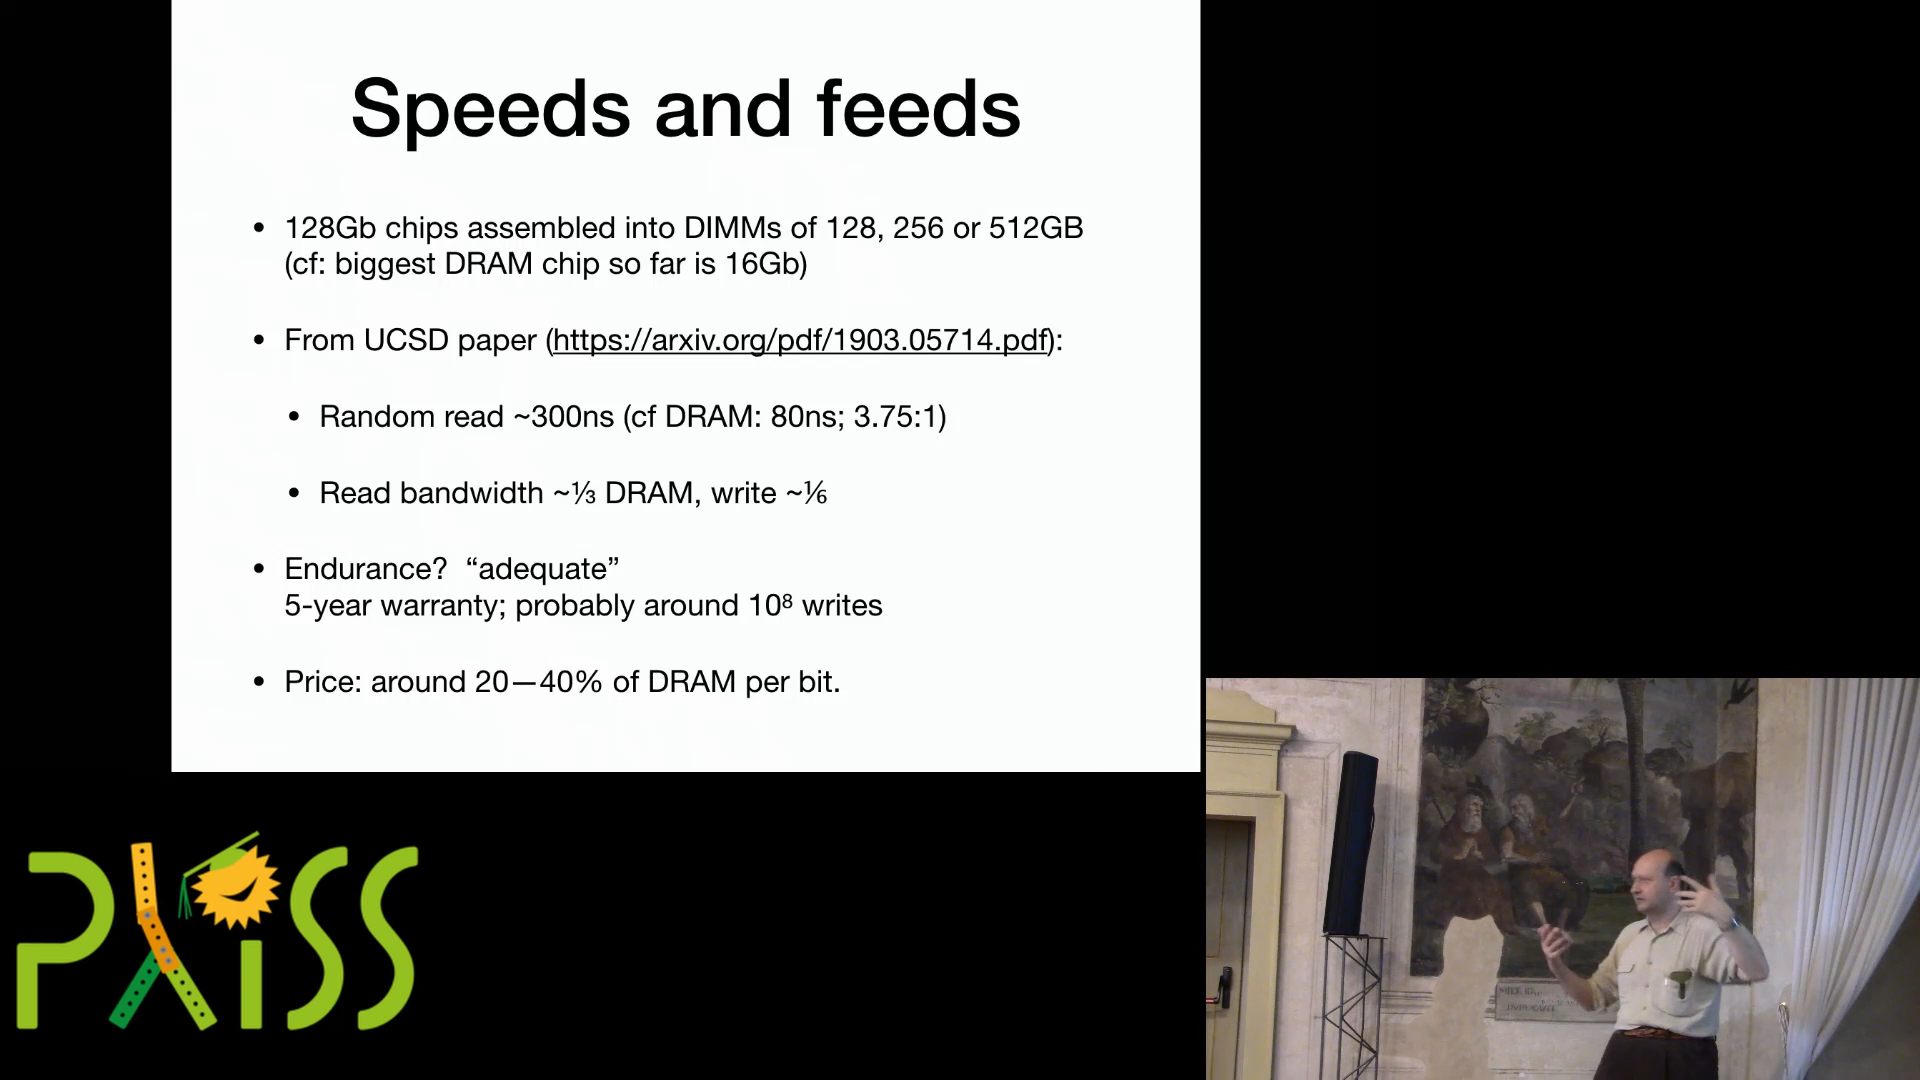 Speeds and feeds
• 128Gb chips assembled into DIMMs of 128, 256 or 512GB
(cf: biggest DRAM chip so far is 16Gb)
• From UCSD paper (https://arxiv.org/pdf/1903.05714.pdf):
• Random read ~300ns (cf DRAM: 80ns; 3.75:1)
• Read bandwidth ~⅓ DRAM, write ~⅙
• Endurance?  “adequate”
5-year warranty; probably around 10⁸ writes
• Price: around 20—40% of DRAM per bit.
PLISS